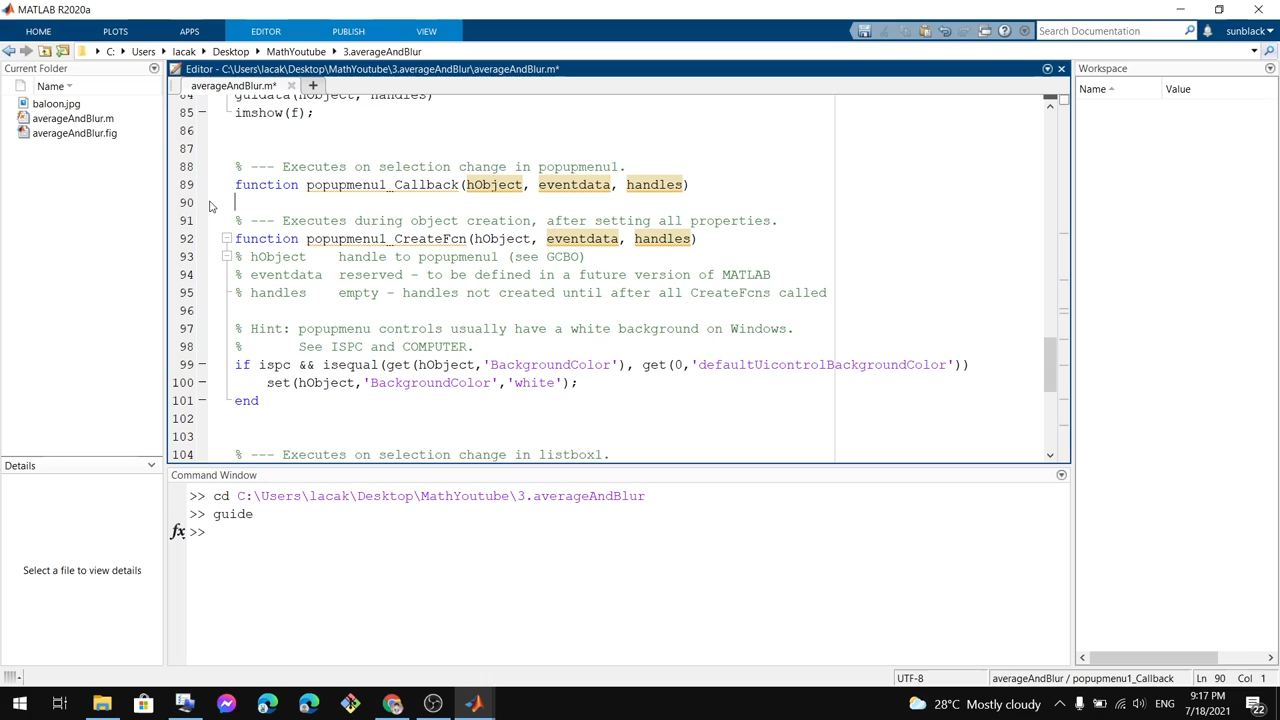 MATLAB R2020a
HOME PLOTS APPS EDITOR PUBLISH VIEW Search Documentation sunblack
C: Users lacak Desktop MathYoutube 3.averageAndBlur
Current Folder
Name
baloon.jpg
averageAndBlur.m
averageAndBlur.fig
Details
Select a file to view details
Editor - C:\Users\lacak\Desktop\MathYoutube\3.averageAndBlur\averageAndBlur.m*
averageAndBlur.m*
84 guidata(hObject, handles)
85 imshow(f);
86
87
88 % --- Executes on selection change in popupmenu1.
89 function popupmenu1_Callback(hObject, eventdata, handles)
90
91 % --- Executes during object creation, after setting all properties.
92 function popupmenu1_CreateFcn(hObject, eventdata, handles)
93 % hObject    handle to popupmenu1 (see GCBO)
94 % eventdata  reserved - to be defined in a future version of MATLAB
95 % handles    empty - handles not created until after all CreateFcns called
96
97 % Hint: popupmenu controls usually have a white background on Windows.
98 %       See ISPC and COMPUTER.
99 if ispc && isequal(get(hObject,'BackgroundColor'), get(0,'defaultUicontrolBackgroundColor'))
100     set(hObject,'BackgroundColor','white');
101 end
102
103
104 % --- Executes on selection change in listbox1.
Command Window
>> cd C:\Users\lacak\Desktop\MathYoutube\3.averageAndBlur
>> guide
fx >>
Workspace
Name Value
UTF-8 averageAndBlur / popupmenu1_Callback Ln 90 Col 1
28°C Mostly cloudy ENG 9:17 PM
7/18/2021 22